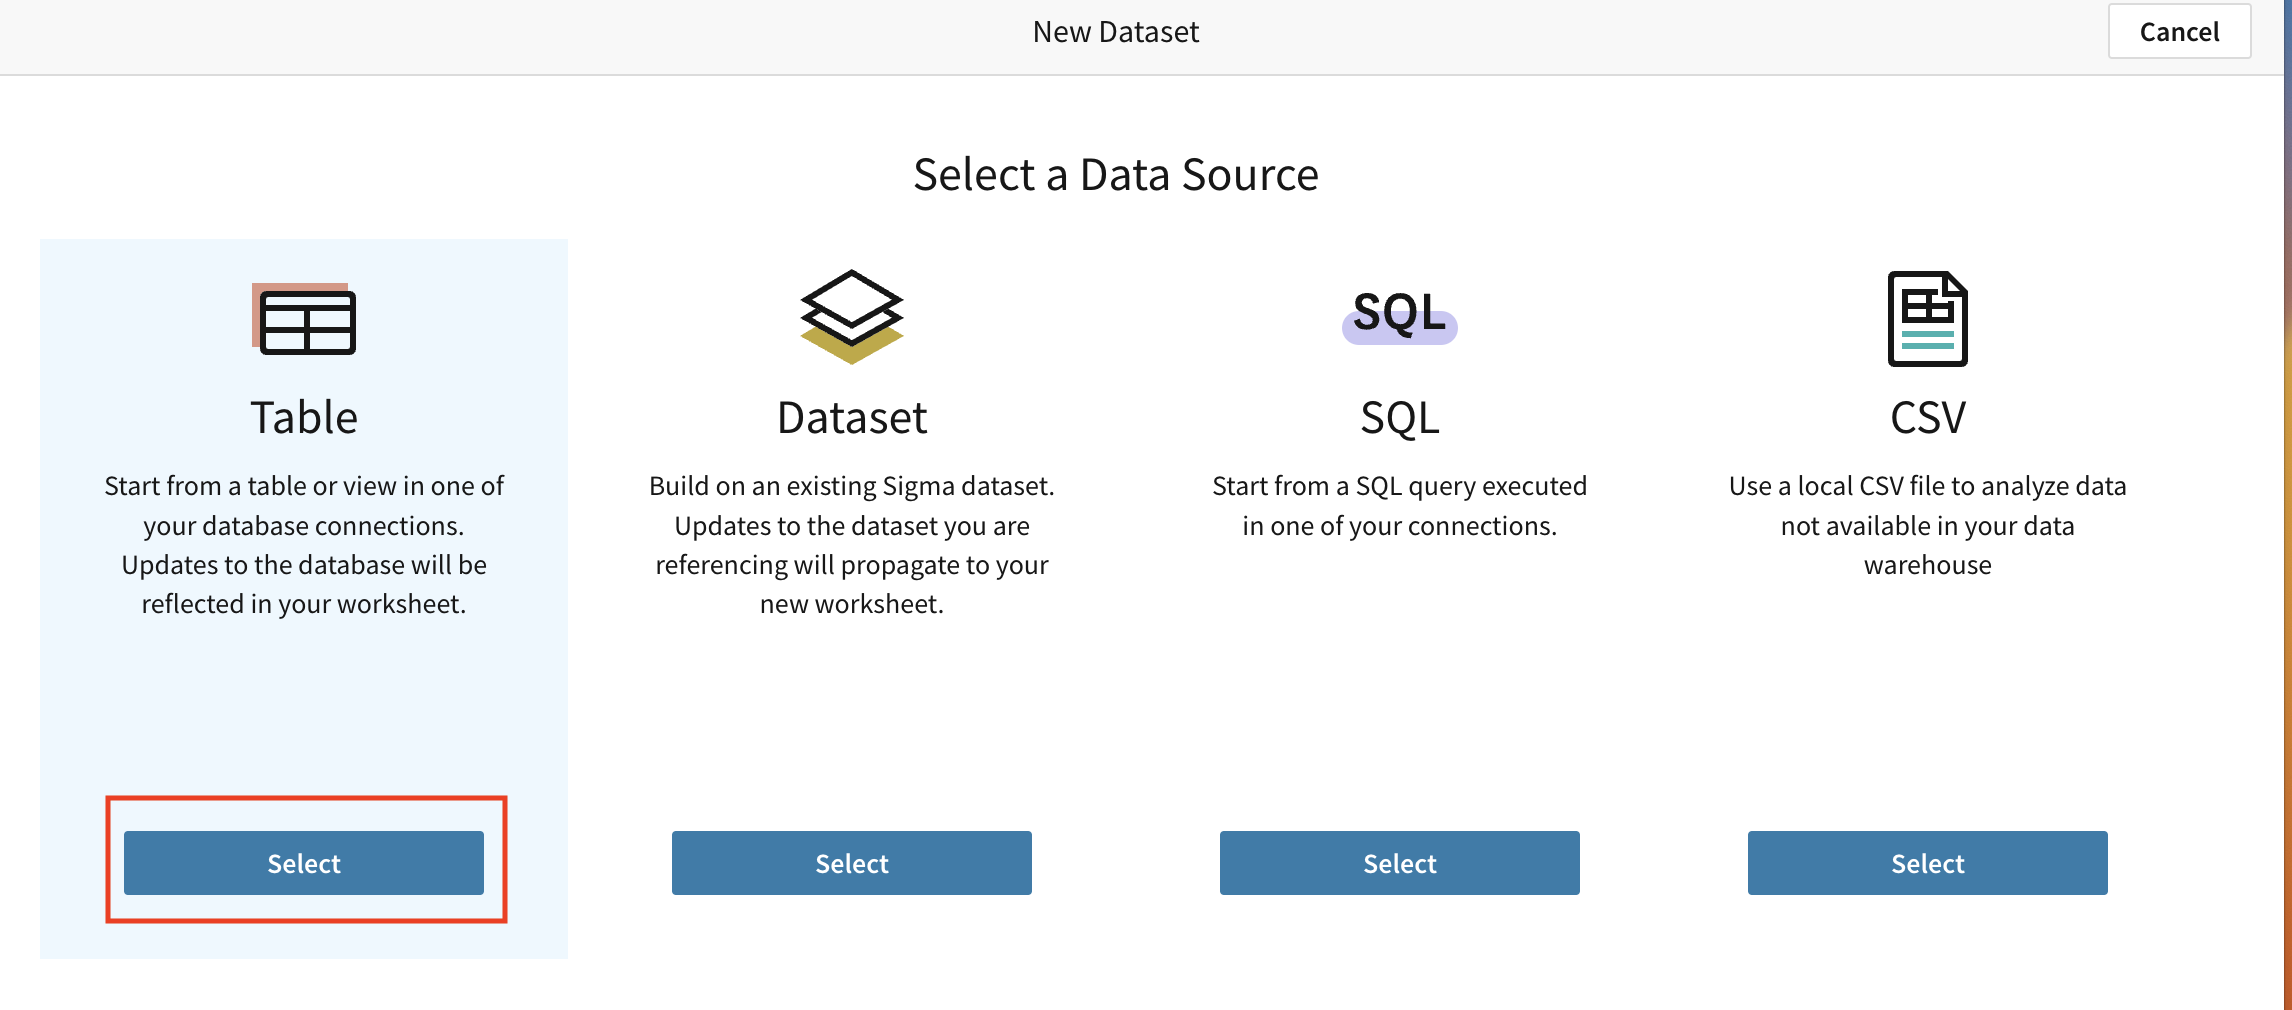 New Dataset
Cancel
Select a Data Source
Table
Start from a table or view in one of
your database connections.
Updates to the database will be
reflected in your worksheet.
Select
Dataset
Build on an existing Sigma dataset.
Updates to the dataset you are
referencing will propagate to your
new worksheet.
Select
SQL
SQL
Start from a SQL query executed
in one of your connections.
Select
CSV
Use a local CSV file to analyze data
not available in your data
warehouse
Select